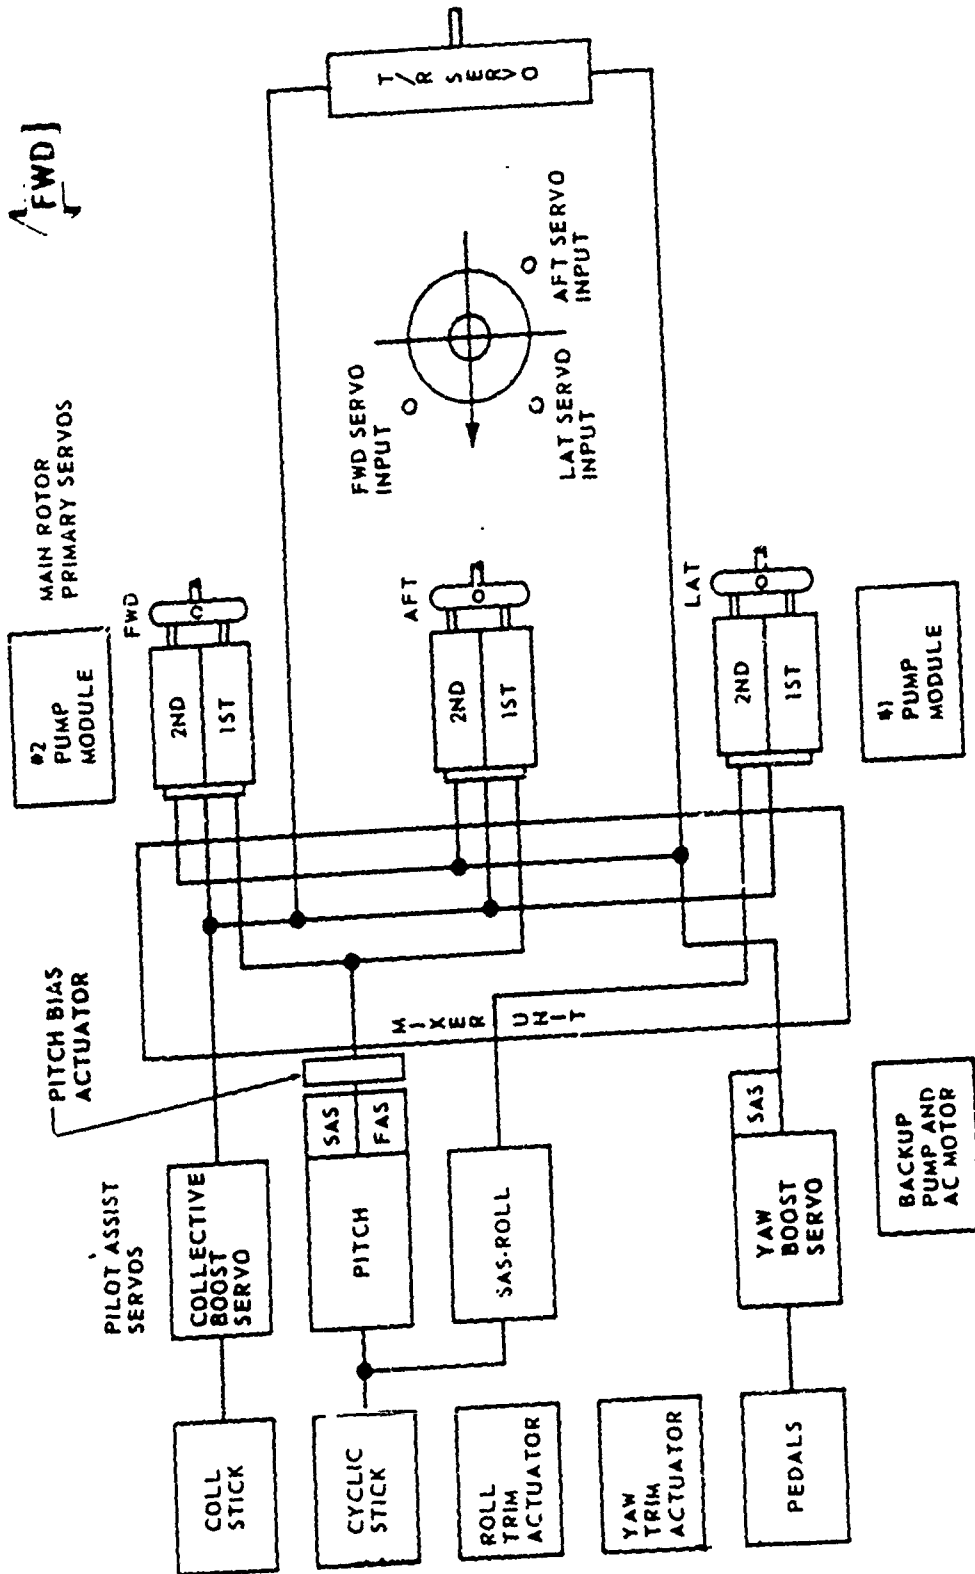 FWD
#2
PUMP
MODULE
MAIN ROTOR
PRIMARY SERVOS
PITCH BIAS
ACTUATOR
PILOT ASSIST
SERVOS
COLL
STICK
COLLECTIVE
BOOST
SERVO
2ND
1ST
FWD
CYCLIC
STICK
PITCH
SAS
FAS
MIXER UNIT
2ND
1ST
AFT
FWD SERVO
INPUT
LAT SERVO
INPUT
AFT SERVO
INPUT
T/R SERVO
ROLL
TRIM
ACTUATOR
SAS-ROLL
YAW
TRIM
ACTUATOR
PEDALS
YAW
BOOST
SERVO
SAS
2ND
1ST
LAT
BACKUP
PUMP AND
AC MOTOR
#1
PUMP
MODULE